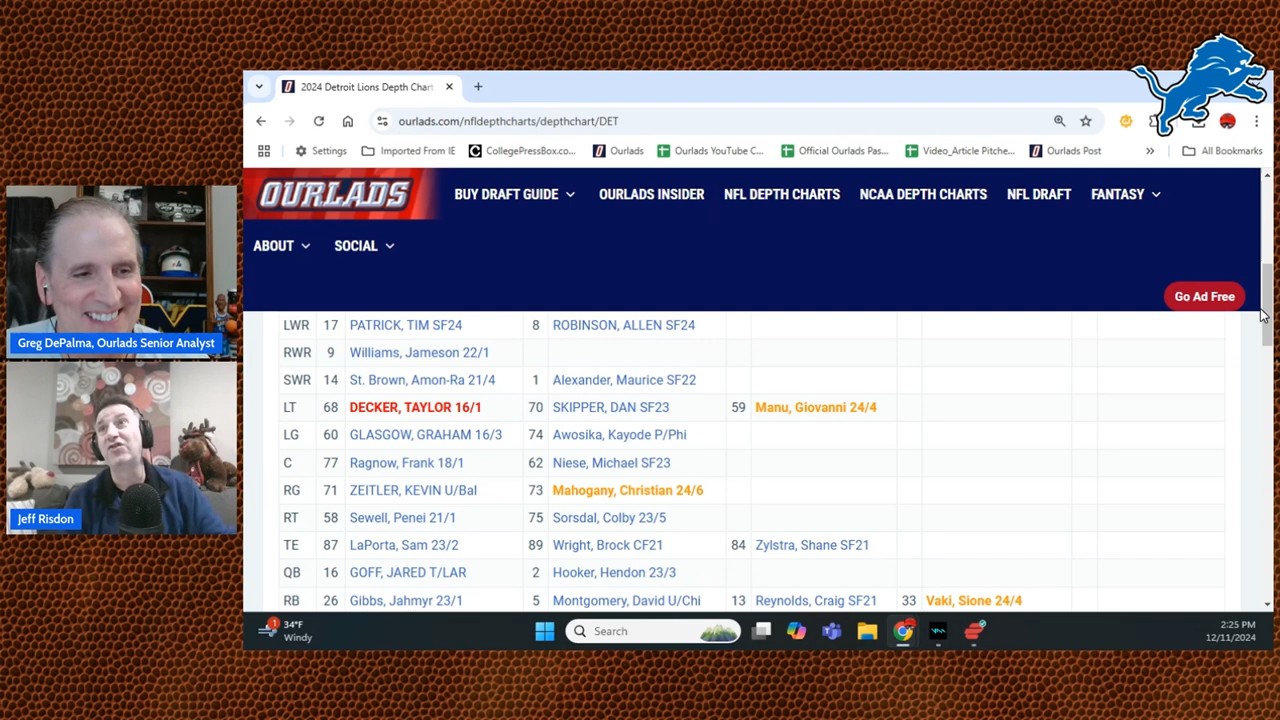 2024 Detroit Lions Depth Chart
ourlads.com/nfldepthcharts/depthchart/DET
Settings
Imported From IE
CollegePressBox.co...
Ourlads
Ourlads YouTube C...
Official Ourlads Pas...
Video_Article Pitche...
Ourlads Post
All Bookmarks
OURLADS
BUY DRAFT GUIDE
OURLADS INSIDER
NFL DEPTH CHARTS
NCAA DEPTH CHARTS
NFL DRAFT
FANTASY
ABOUT
SOCIAL
Go Ad Free
LWR 17 PATRICK, TIM SF24 8 ROBINSON, ALLEN SF24
RWR 9 Williams, Jameson 22/1
SWR 14 St. Brown, Amon-Ra 21/4 1 Alexander, Maurice SF22
LT 68 DECKER, TAYLOR 16/1 70 SKIPPER, DAN SF23 59 Manu, Giovanni 24/4
LG 60 GLASGOW, GRAHAM 16/3 74 Awosika, Kayode P/Phi
C 77 Ragnow, Frank 18/1 62 Niese, Michael SF23
RG 71 ZEITLER, KEVIN U/Bal 73 Mahogany, Christian 24/6
RT 58 Sewell, Penei 21/1 75 Sorsdal, Colby 23/5
TE 87 LaPorta, Sam 23/2 89 Wright, Brock CF21 84 Zylstra, Shane SF21
QB 16 GOFF, JARED T/LAR 2 Hooker, Hendon 23/3
RB 26 Gibbs, Jahmyr 23/1 5 Montgomery, David U/Chi 13 Reynolds, Craig SF21 33 Vaki, Sione 24/4
Greg DePalma, Ourlads Senior Analyst
Jeff Risdon
1
34°F
Windy
Search
2:25 PM
12/11/2024